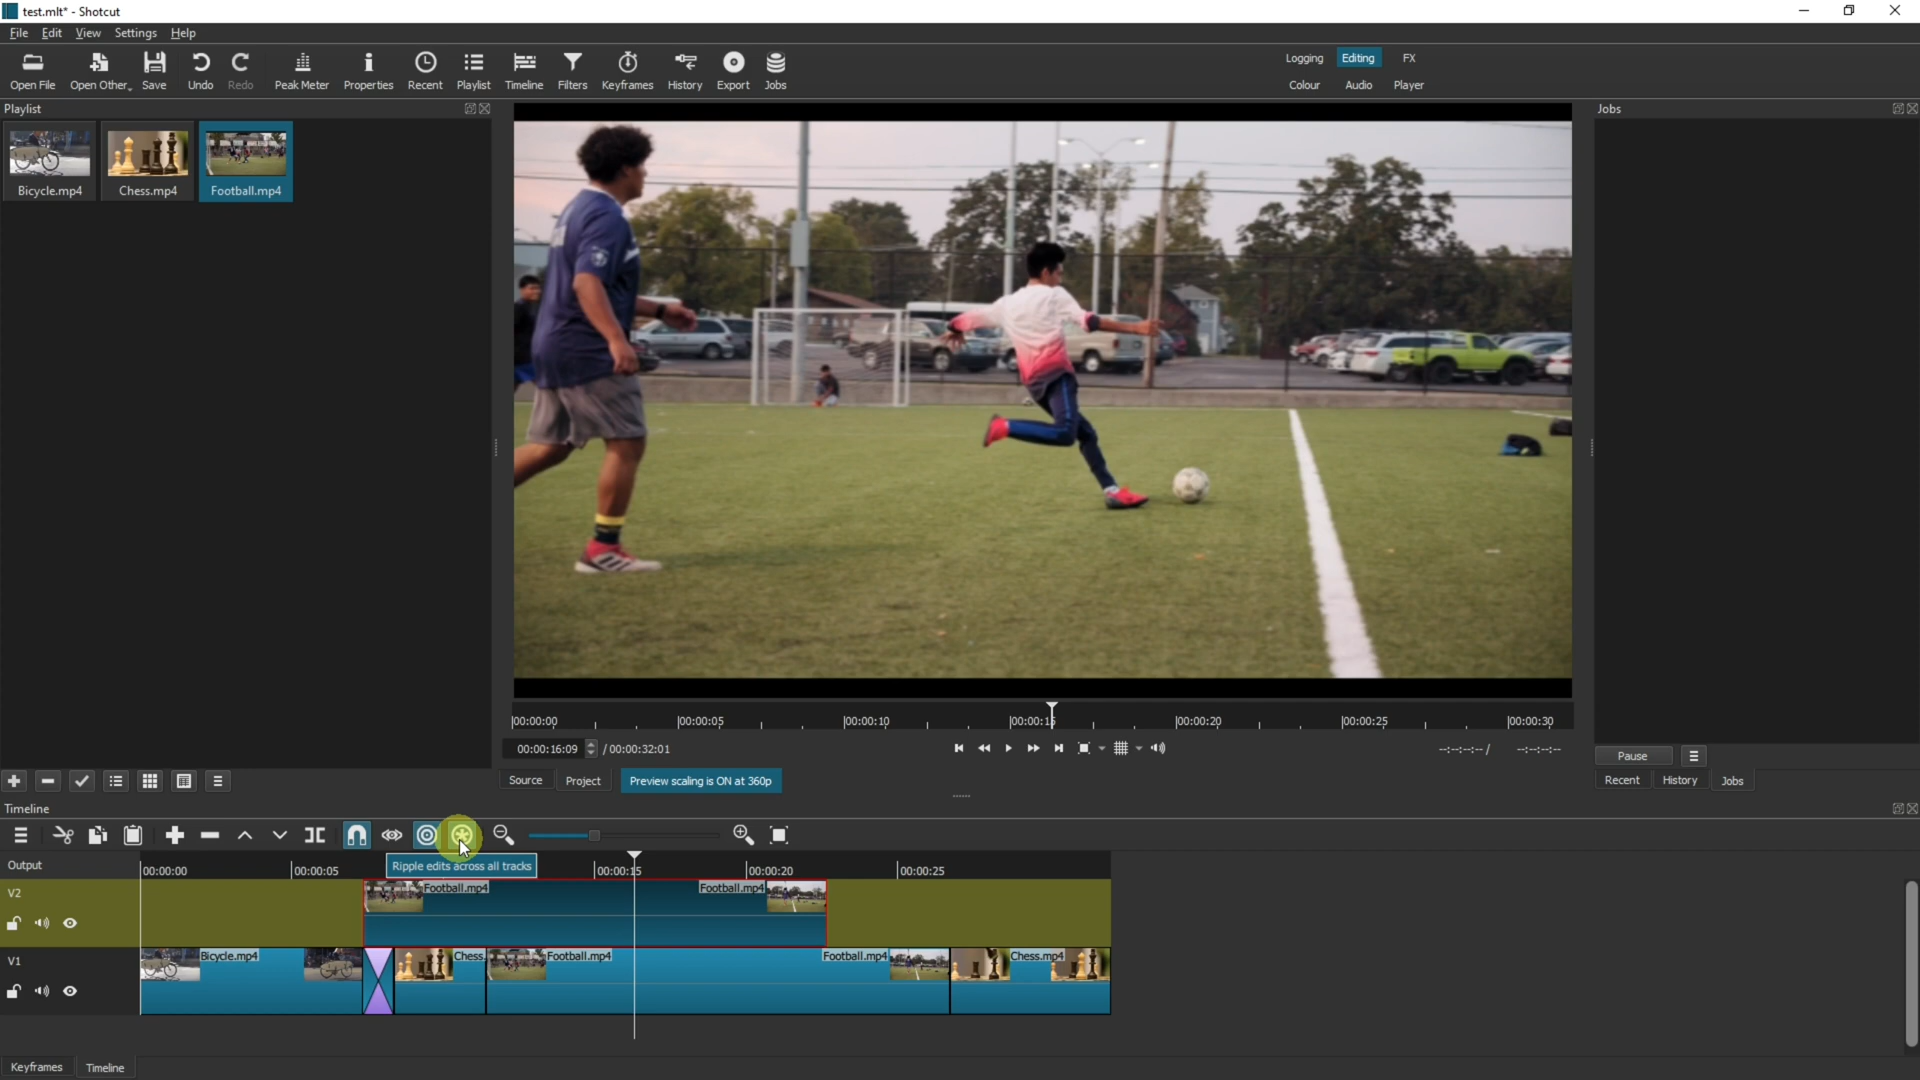 test.mlt* - Shotcut
File Edit View Settings Help
Open File Open Other... Save Undo Redo Peak Meter Properties Recent Playlist Timeline Filters Keyframes History Export Jobs
Logging Editing FX
Colour Audio Player
Playlist
Jobs
Bicycle.mp4 Chess.mp4 Football.mp4
00:00:00 00:00:05 00:00:10 00:00:15 00:00:20 00:00:25 00:00:30
00:00:16:09 / 00:00:32:01
--:--:--:-- / --:--:--:--
Pause
Source Project Preview scaling is ON at 360p
Recent History Jobs
Timeline
Output
00:00:00 00:00:05 00:00:15 00:00:20 00:00:25
Ripple edits across all tracks
V2
Football.mp4 Football.mp4
V1
Bicycle.mp4 Chess. Football.mp4 Football.mp4 Chess.mp4
Keyframes Timeline